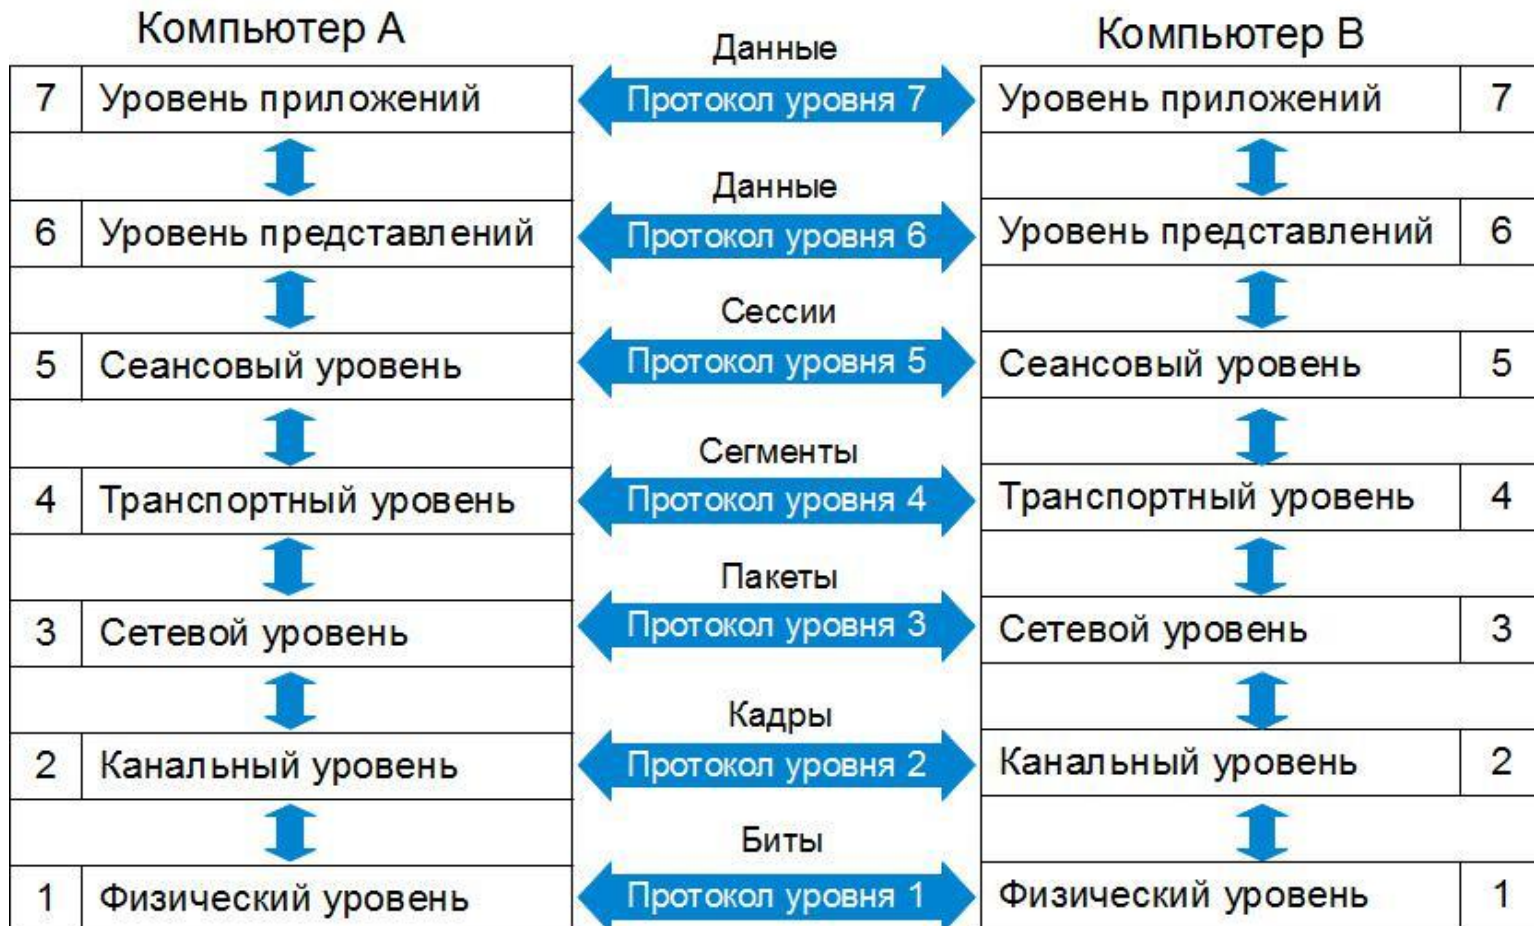 Компьютер А
Данные
Компьютер В
7 Уровень приложений
Протокол уровня 7
Уровень приложений 7
Данные
6 Уровень представлений
Протокол уровня 6
Уровень представлений 6
Сессии
5 Сеансовый уровень
Протокол уровня 5
Сеансовый уровень 5
Сегменты
4 Транспортный уровень
Протокол уровня 4
Транспортный уровень 4
Пакеты
3 Сетевой уровень
Протокол уровня 3
Сетевой уровень 3
Кадры
2 Канальный уровень
Протокол уровня 2
Канальный уровень 2
Биты
1 Физический уровень
Протокол уровня 1
Физический уровень 1